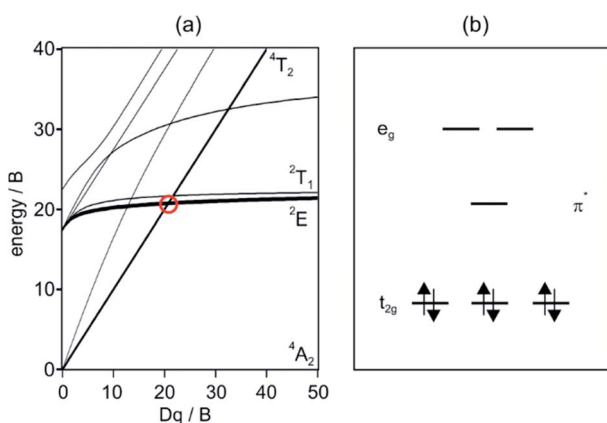 (a)
(b)
40
30
20
10
0
energy / B
⁴T₂
²T₁
²E
⁴A₂
0 10 20 30 40 50
Dq / B
e_g
π*
t_2g